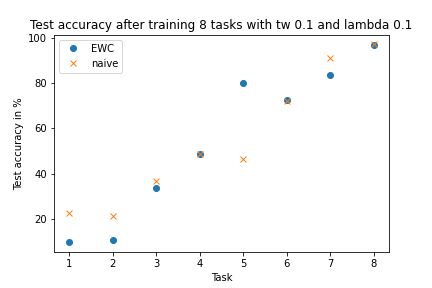 Test accuracy after training 8 tasks with tw 0.1 and lambda 0.1
100
80
60
40
20
Test accuracy in %
EWC
naive
1 2 3 4 5 6 7 8
Task